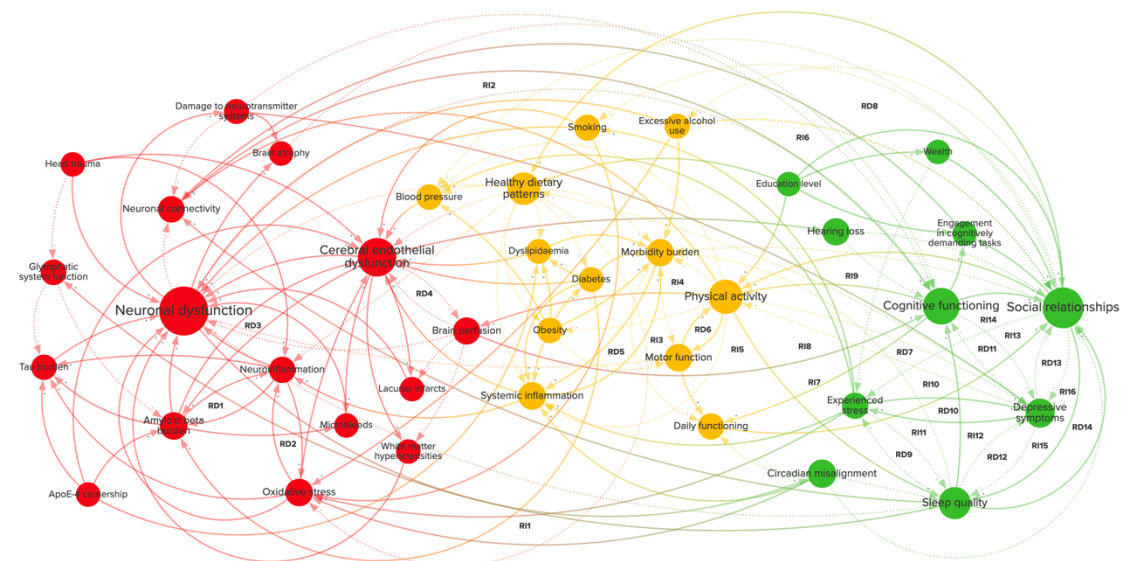 RI2
Damage to neurotransmitter
systems
RD8
Smoking
Excessive alcohol
use
RI6
Brain atrophy
Wealth
Head trauma
Education level
Healthy dietary
patterns
Blood pressure
Neuronal connectivity
Hearing loss
Engagement
in cognitively
demanding tasks
Cerebral endothelial
dysfunction
Dyslipidaemia
Morbidity burden
Glymphatic
system function
Diabetes
RI4
RI9
RD4
Physical activity
Neuronal dysfunction
Cognitive functioning
Social relationships
RD3
Brain perfusion
Obesity
RD6
RI14
RI3
RI13
RD5
RI5
RI8
RD7
RD11
Motor function
RD13
Tau burden
Neuroinflammation
Lacunar infarcts
RI7
RI10
RI16
Systemic inflammation
RD1
Experienced
stress
RD10
Depressive
symptoms
Amyloid beta
burden
Microbleeds
Daily functioning
RD14
RD2
RI11
RI12
RI15
White matter
hyperintensities
RD9
RD12
Circadian misalignment
ApoE-4 carriership
Oxidative stress
Sleep quality
RI1